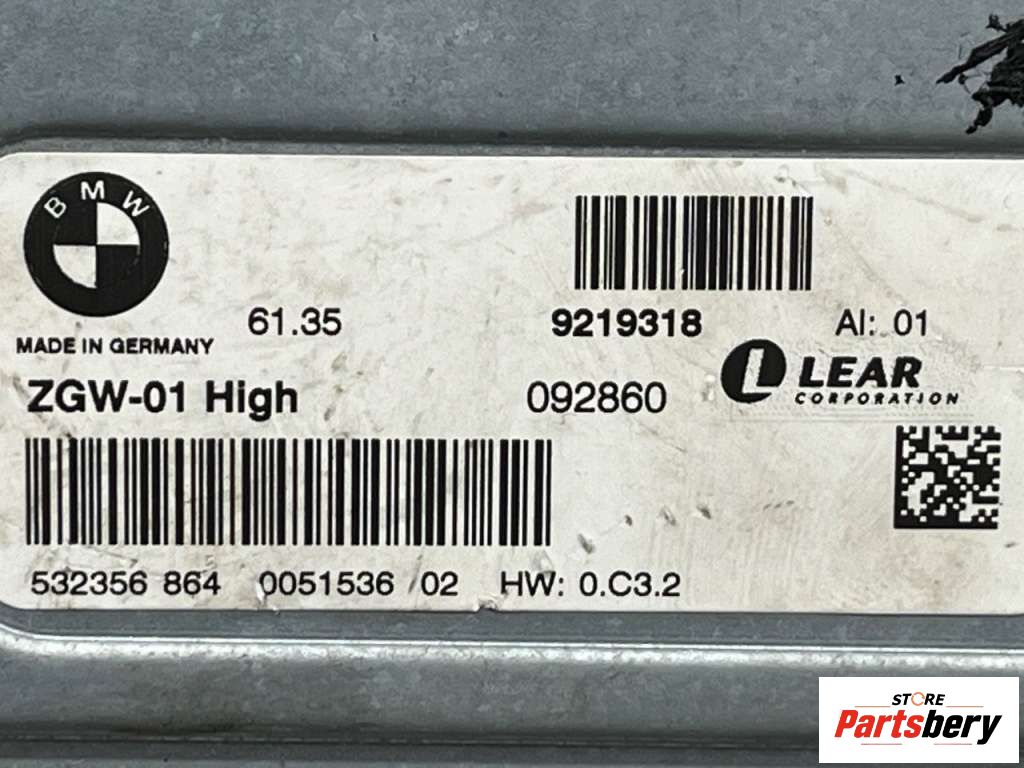 BMW
61.35
9219318
AI: 01
MADE IN GERMANY
ZGW-01 High
092860
LEAR
CORPORATION
532356 864 0051536 02 HW: 0.C3.2
STORE
Partsbery